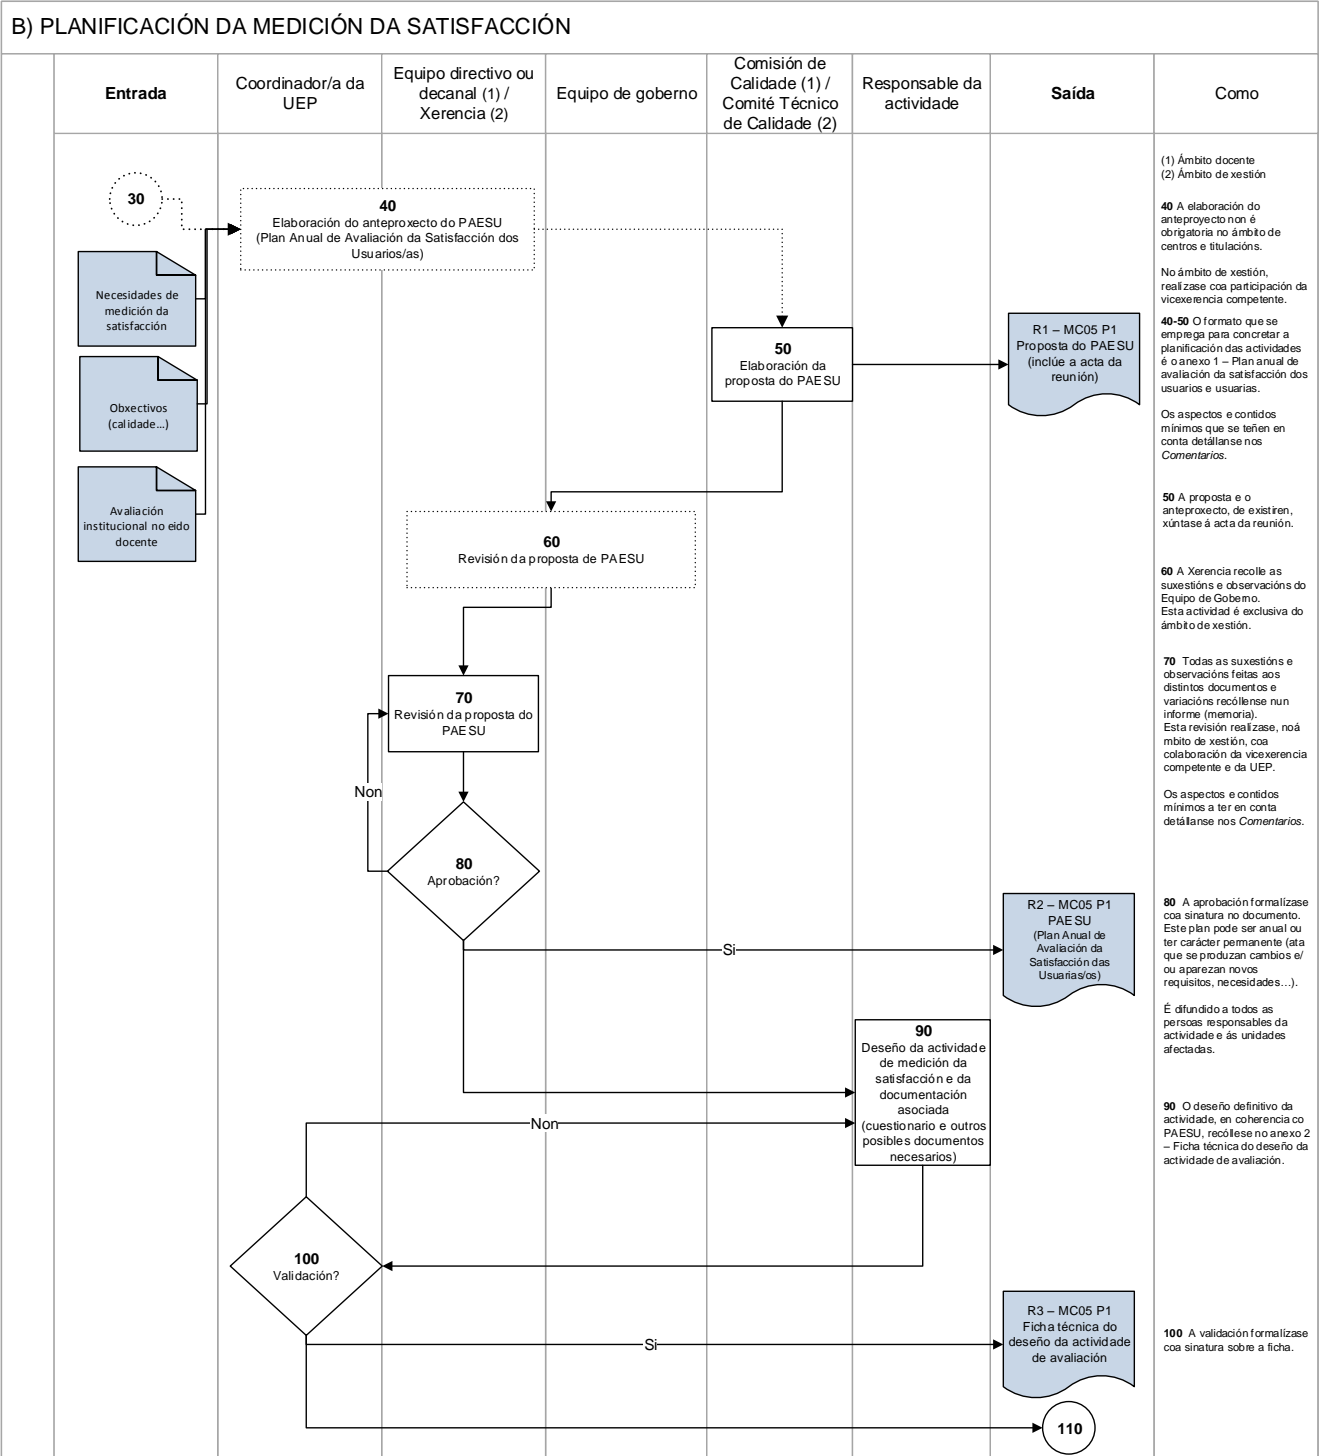 B) PLANIFICACIÓN DA MEDICIÓN DA SATISFACCIÓN
Entrada
Coordinador/a da
UEP
Equipo directivo ou
decanal (1) /
Xerencia (2)
Equipo de goberno
Comisión de
Calidade (1) /
Comité Técnico
de Calidade (2)
Responsable da
actividade
Saída
Como
30
40
Elaboración do anteproxecto do PAESU
(Plan Anual de Avaliación da Satisfacción dos
Usuarios/as)
Necesidades de
medición da
satisfacción
Obxectivos
(calidade...)
Avaliación
institucional no eido
docente
50
Elaboración da
proposta do PAESU
R1 – MC05 P1
Proposta do PAESU
(inclúe a acta da
reunión)
60
Revisión da proposta de PAESU
70
Revisión da proposta do
PAESU
Non
80
Aprobación?
Si
R2 – MC05 P1
PAESU
(Plan Anual de
Avaliación da
Satisfacción das
Usuarias/os)
90
Deseño da actividade
de medición da
satisfacción e da
documentación
asociada
(cuestionario e outros
posibles documentos
necesarios)
Non
100
Validación?
Si
R3 – MC05 P1
Ficha técnica do
deseño da actividade
de avaliación
110
(1) Ámbito docente
(2) Ámbito de xestión
40 A elaboración do
anteproyecto non é
obrigatoria no ámbito de
centros e titulacións.
No ámbito de xestión,
realízase coa participación da
vicexerencia competente.
40-50 O formato que se
emprega para concretar a
planificación das actividades
é o anexo 1 – Plan anual de
avaliación da satisfacción dos
usuarios e usuarias.
Os aspectos e contidos
mínimos que se teñen en
conta detállanse nos
Comentarios.
50 A proposta e o
anteproxecto, de existiren,
xúntase á acta da reunión.
60 A Xerencia recolle as
suxestións e observacións do
Equipo de Goberno.
Esta actividad é exclusiva do
ámbito de xestión.
70 Todas as suxestións e
observacións feitas aos
distintos documentos e
variacións recóllense nun
informe (memoria).
Esta revisión realízase, noá
mbito de xestión, coa
colaboración da vicexerencia
competente e da UEP.
Os aspectos e contidos
mínimos a ter en conta
detállanse nos Comentarios.
80 A aprobación formalízase
coa sinatura no documento.
Este plan pode ser anual ou
ter carácter permanente (ata
que se produzan cambios e/
ou aparezan novos
requisitos, necesidades...).
É difundido a todos as
persoas responsables da
actividade e ás unidades
afectadas.
90 O deseño definitivo da
actividade, en coherencia co
PAESU, recóllese no anexo 2
– Ficha técnica do deseño da
actividade de avaliación.
100 A validación formalízase
coa sinatura sobre a ficha.